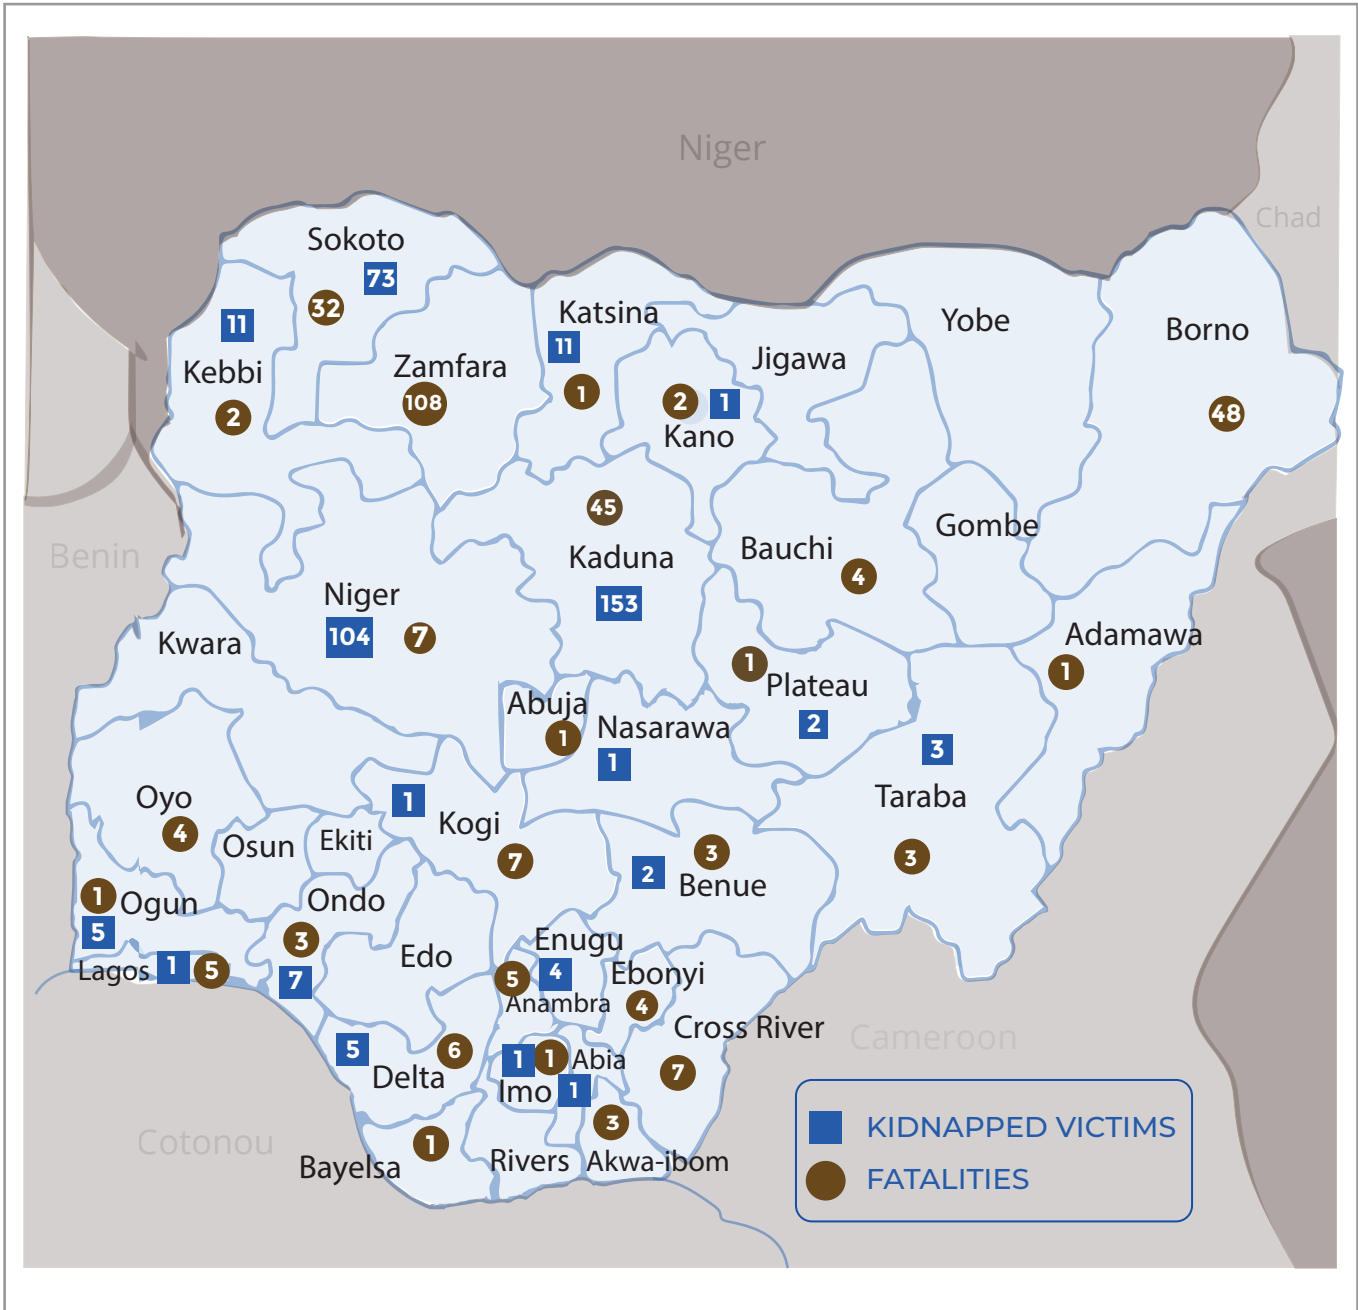 Niger
Chad
Sokoto
73
32
11
Kebbi
2
Zamfara
108
Katsina
11
1
2
1
Kano
Jigawa
Yobe
Borno
48
45
Kaduna
153
Bauchi
4
Gombe
Benin
Niger
104
7
Kwara
Adamawa
1
1
Plateau
2
Abuja
1
Nasarawa
1
3
Taraba
3
Oyo
4
Osun
Ekiti
1
Kogi
7
3
2
Benue
1
Ogun
5
Ondo
3
7
Lagos
1
5
Edo
Enugu
5
4
Anambra
Ebonyi
4
Cross River
7
Cameroon
5
6
Delta
1
1
Abia
Imo
1
3
Cotonou
1
Bayelsa
Rivers
Akwa-ibom
KIDNAPPED VICTIMS
FATALITIES